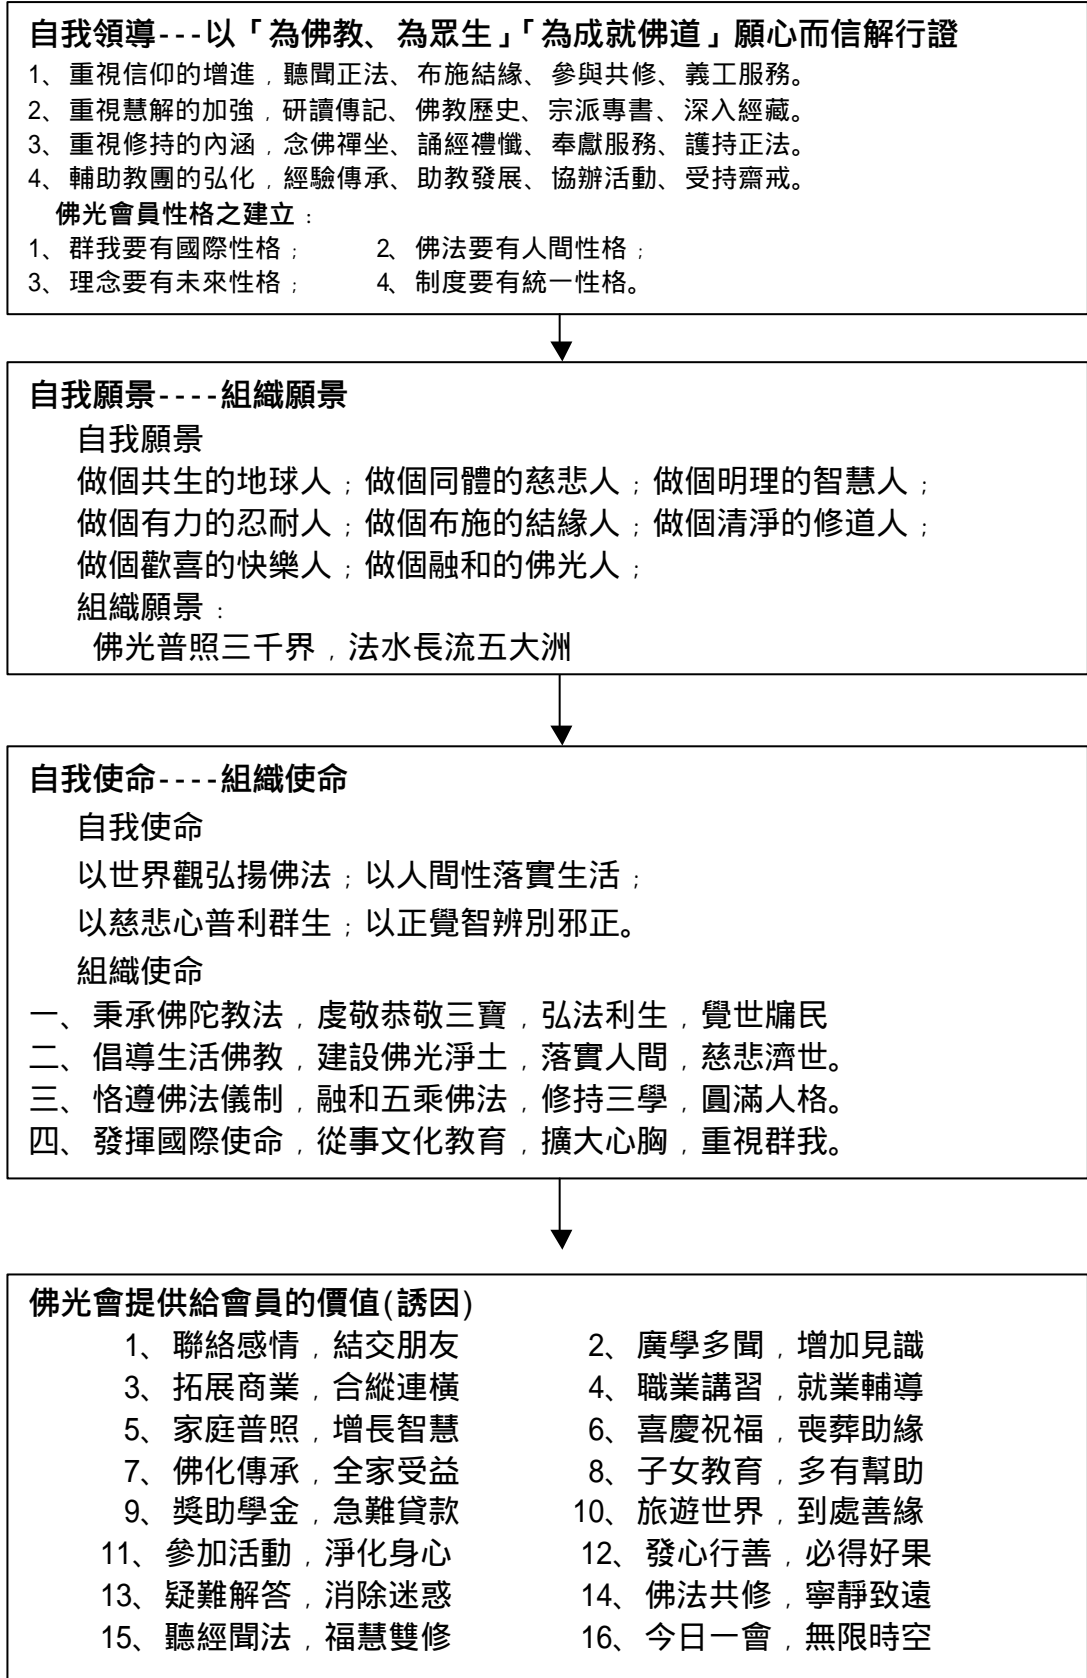 自我領導---以「為佛教、為眾生」「為成就佛道」願心而信解行證
1、重視信仰的增進，聽聞正法、布施結緣、參與共修、義工服務。
2、重視慧解的加強，研讀傳記、佛教歷史、宗派專書、深入經藏。
3、重視修持的內涵，念佛禪坐、誦經禮懺、奉獻服務、護持正法。
4、輔助教團的弘化，經驗傳承、助教發展、協辦活動、受持齋戒。
佛光會員性格之建立：
1、群我要有國際性格； 2、佛法要有人間性格；
3、理念要有未來性格； 4、制度要有統一性格。
自我願景----組織願景
自我願景
做個共生的地球人；做個同體的慈悲人；做個明理的智慧人；
做個有力的忍耐人；做個布施的結緣人；做個清淨的修道人；
做個歡喜的快樂人；做個融和的佛光人；
組織願景：
佛光普照三千界，法水長流五大洲
自我使命----組織使命
自我使命
以世界觀弘揚佛法；以人間性落實生活；
以慈悲心普利群生；以正覺智辨別邪正。
組織使命
一、秉承佛陀教法，虔敬恭敬三寶，弘法利生，覺世牖民
二、倡導生活佛教，建設佛光淨土，落實人間，慈悲濟世。
三、恪遵佛法儀制，融和五乘佛法，修持三學，圓滿人格。
四、發揮國際使命，從事文化教育，擴大心胸，重視群我。
佛光會提供給會員的價值(誘因)
1、聯絡感情，結交朋友 2、廣學多聞，增加見識
3、拓展商業，合縱連橫 4、職業講習，就業輔導
5、家庭普照，增長智慧 6、喜慶祝福，喪葬助緣
7、佛化傳承，全家受益 8、子女教育，多有幫助
9、獎助學金，急難貸款 10、旅遊世界，到處善緣
11、參加活動，淨化身心 12、發心行善，必得好果
13、疑難解答，消除迷惑 14、佛法共修，寧靜致遠
15、聽經聞法，福慧雙修 16、今日一會，無限時空